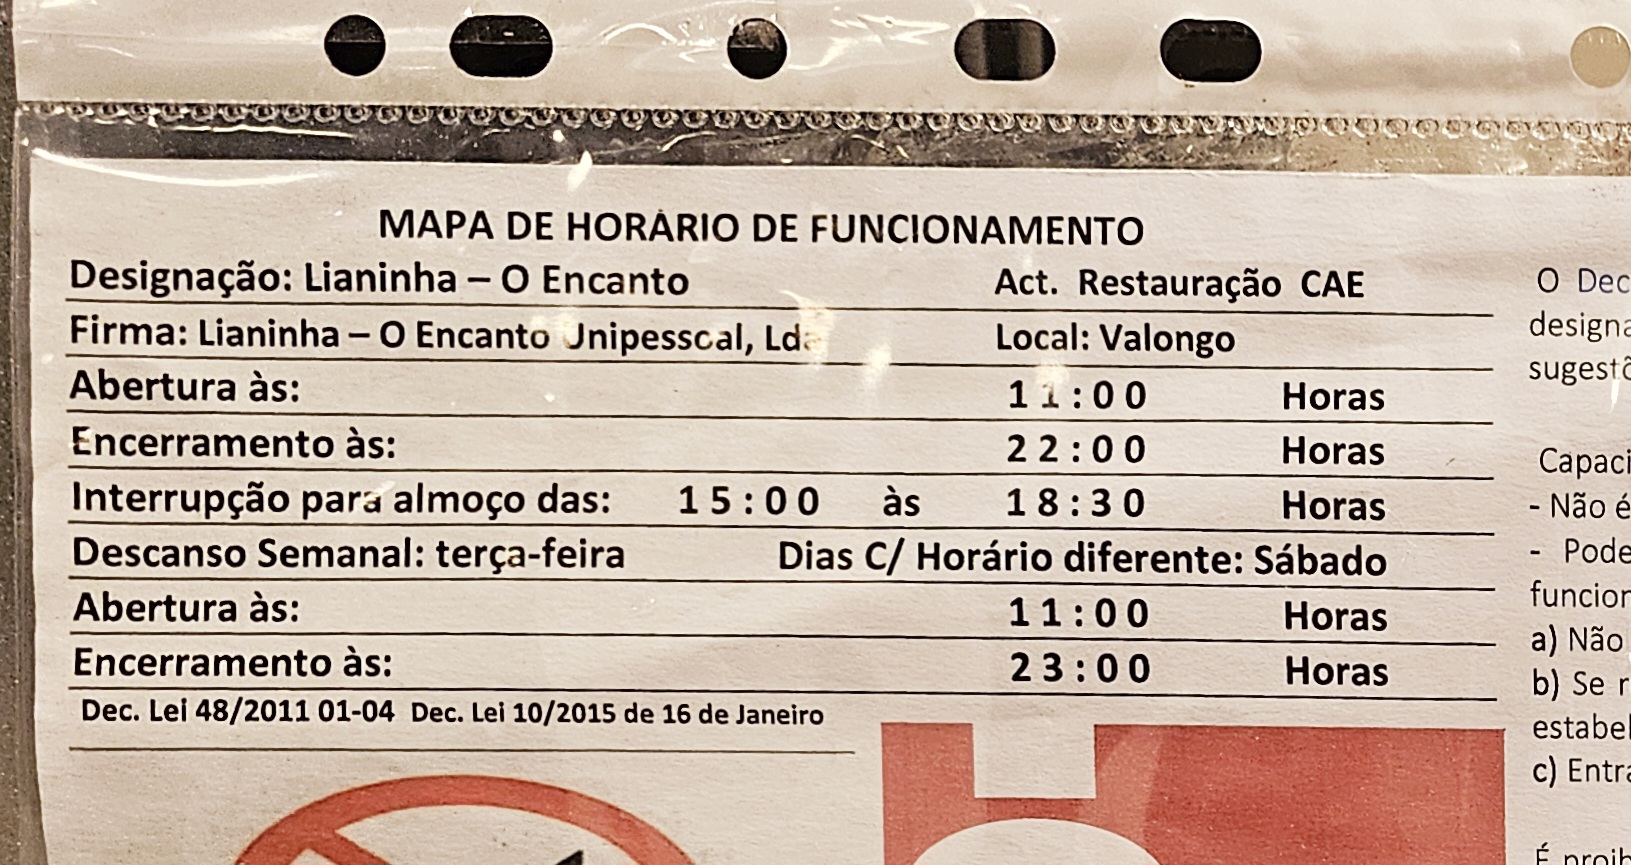 MAPA DE HORÁRIO DE FUNCIONAMENTO
Designação: Lianinha – O Encanto Act. Restauração CAE
Firma: Lianinha – O Encanto Unipessoal, Lda Local: Valongo
Abertura às: 11:00 Horas
Encerramento às: 22:00 Horas
Interrupção para almoço das: 15:00 às 18:30 Horas
Descanso Semanal: terça-feira Dias C/ Horário diferente: Sábado
Abertura às: 11:00 Horas
Encerramento às: 23:00 Horas
Dec. Lei 48/2011 01-04 Dec. Lei 10/2015 de 16 de Janeiro
O Dec
designa
sugestõ
Capaci
- Não é
- Pode
funcion
a) Não
b) Se r
estabel
c) Entra
É proib